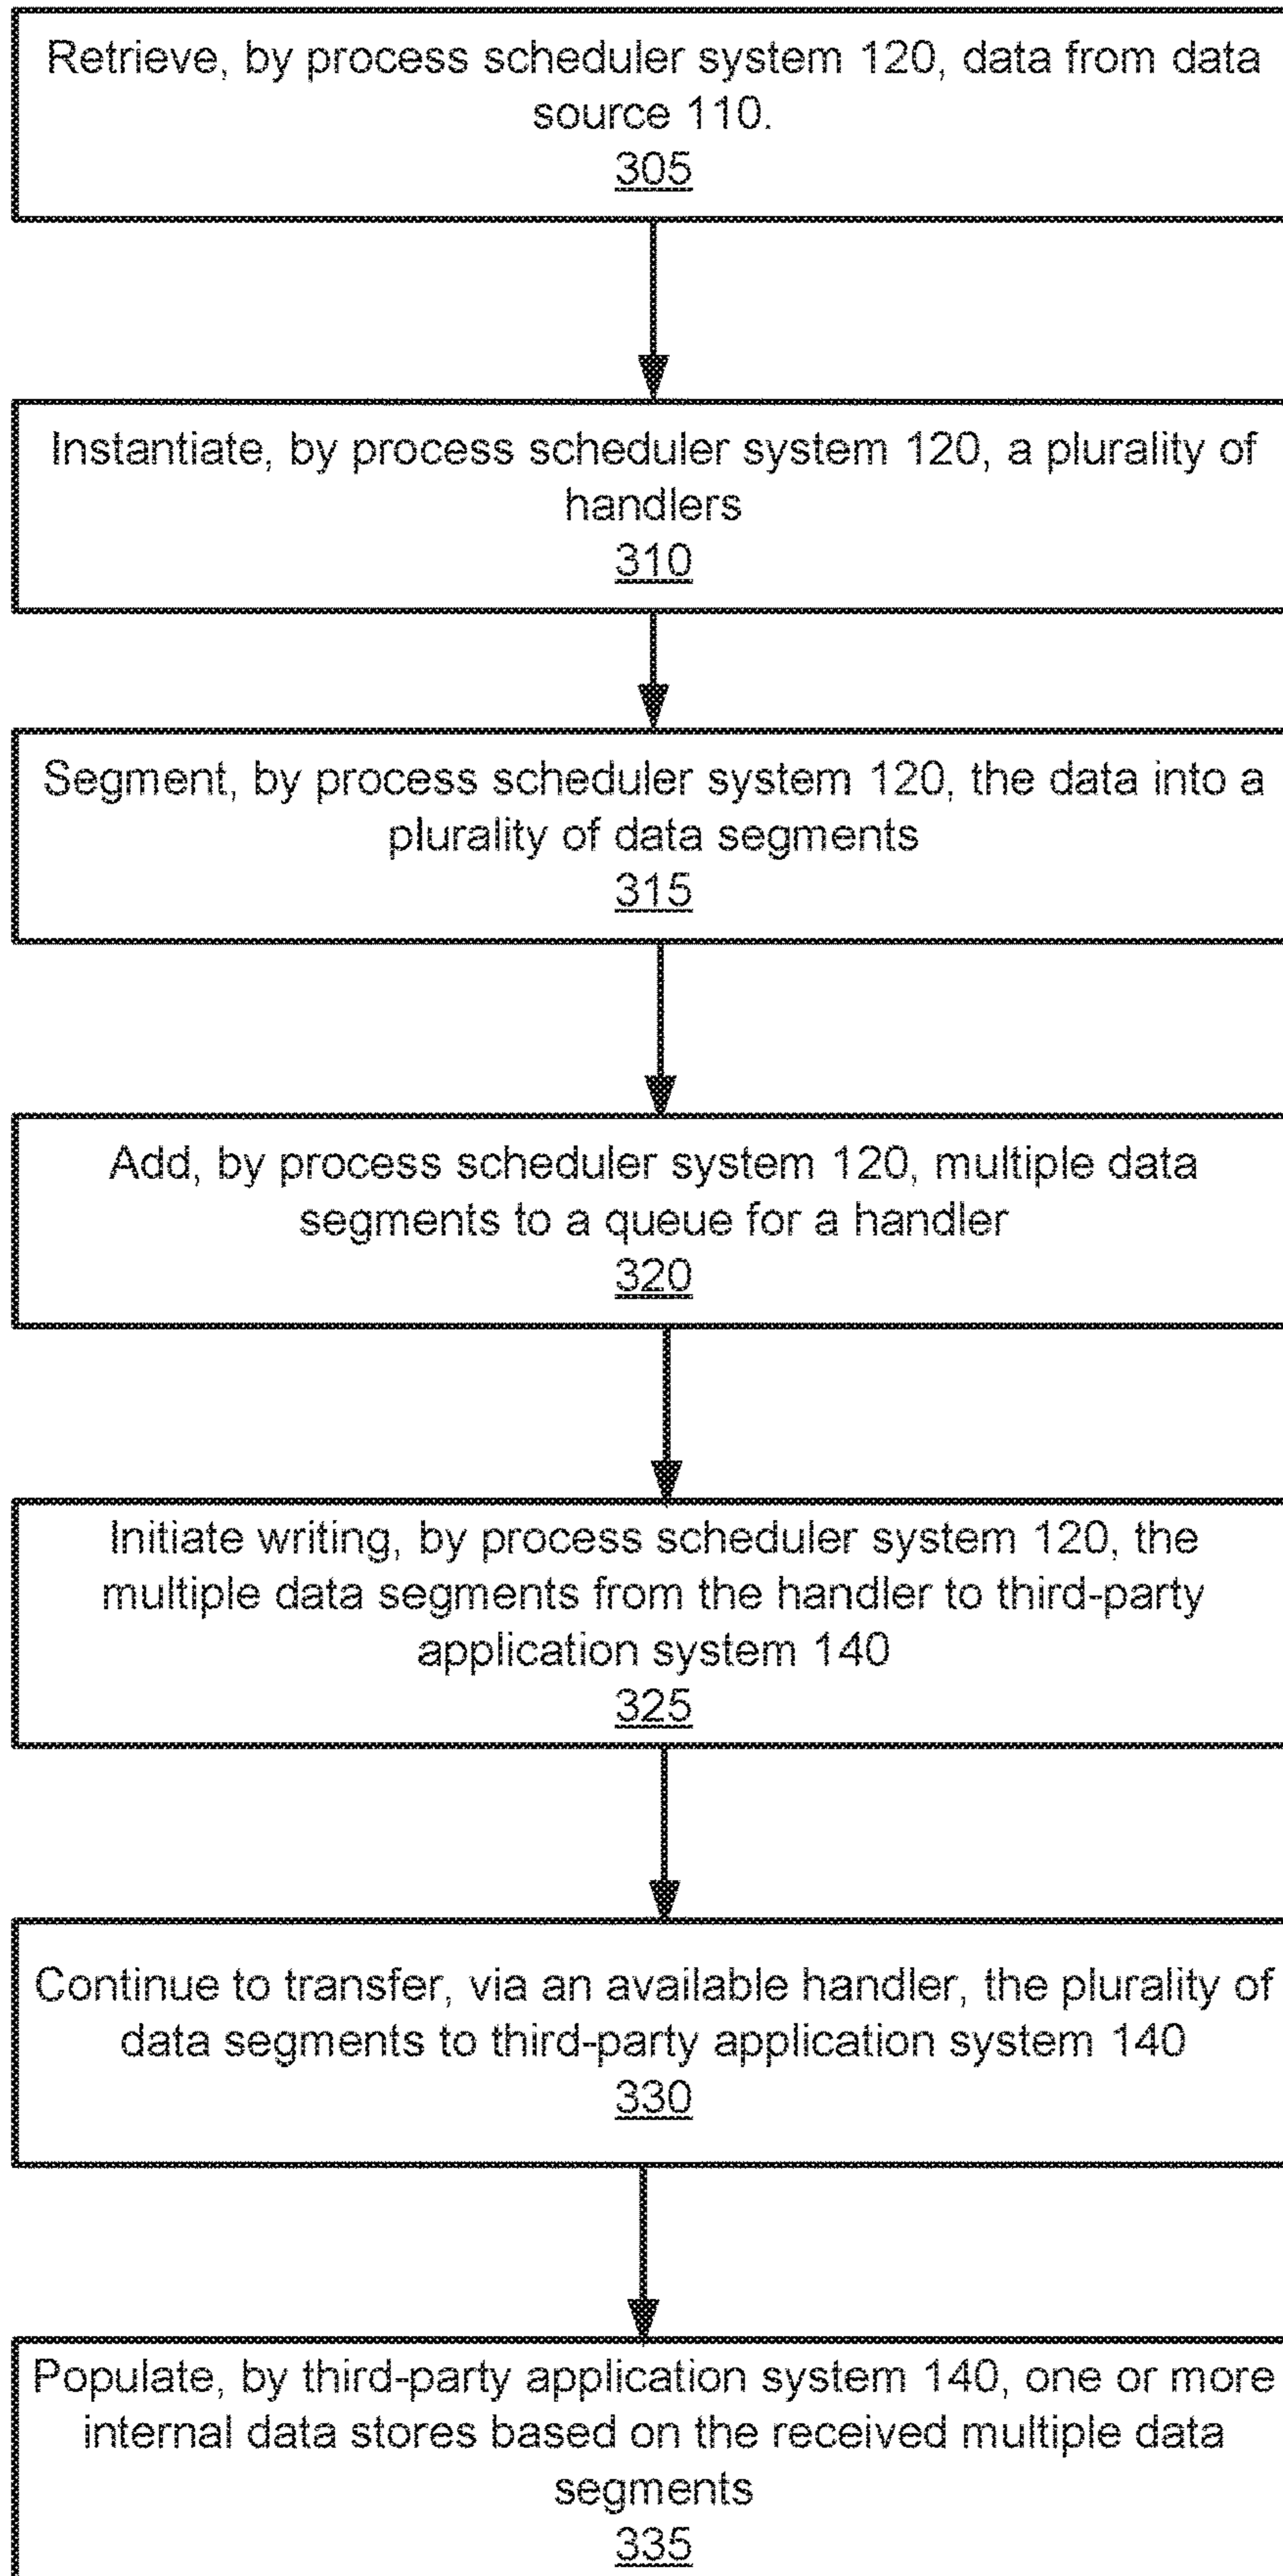 Retrieve, by process scheduler system 120, data from data
source 110.
305
Instantiate, by process scheduler system 120, a plurality of
handlers
310
Segment, by process scheduler system 120, the data into a
plurality of data segments
315
Add, by process scheduler system 120, multiple data
segments to a queue for a handler
320
Initiate writing, by process scheduler system 120, the
multiple data segments from the handler to third-party
application system 140
325
Continue to transfer, via an available handler, the plurality of
data segments to third-party application system 140
330
Populate, by third-party application system 140, one or more
internal data stores based on the received multiple data
segments
335